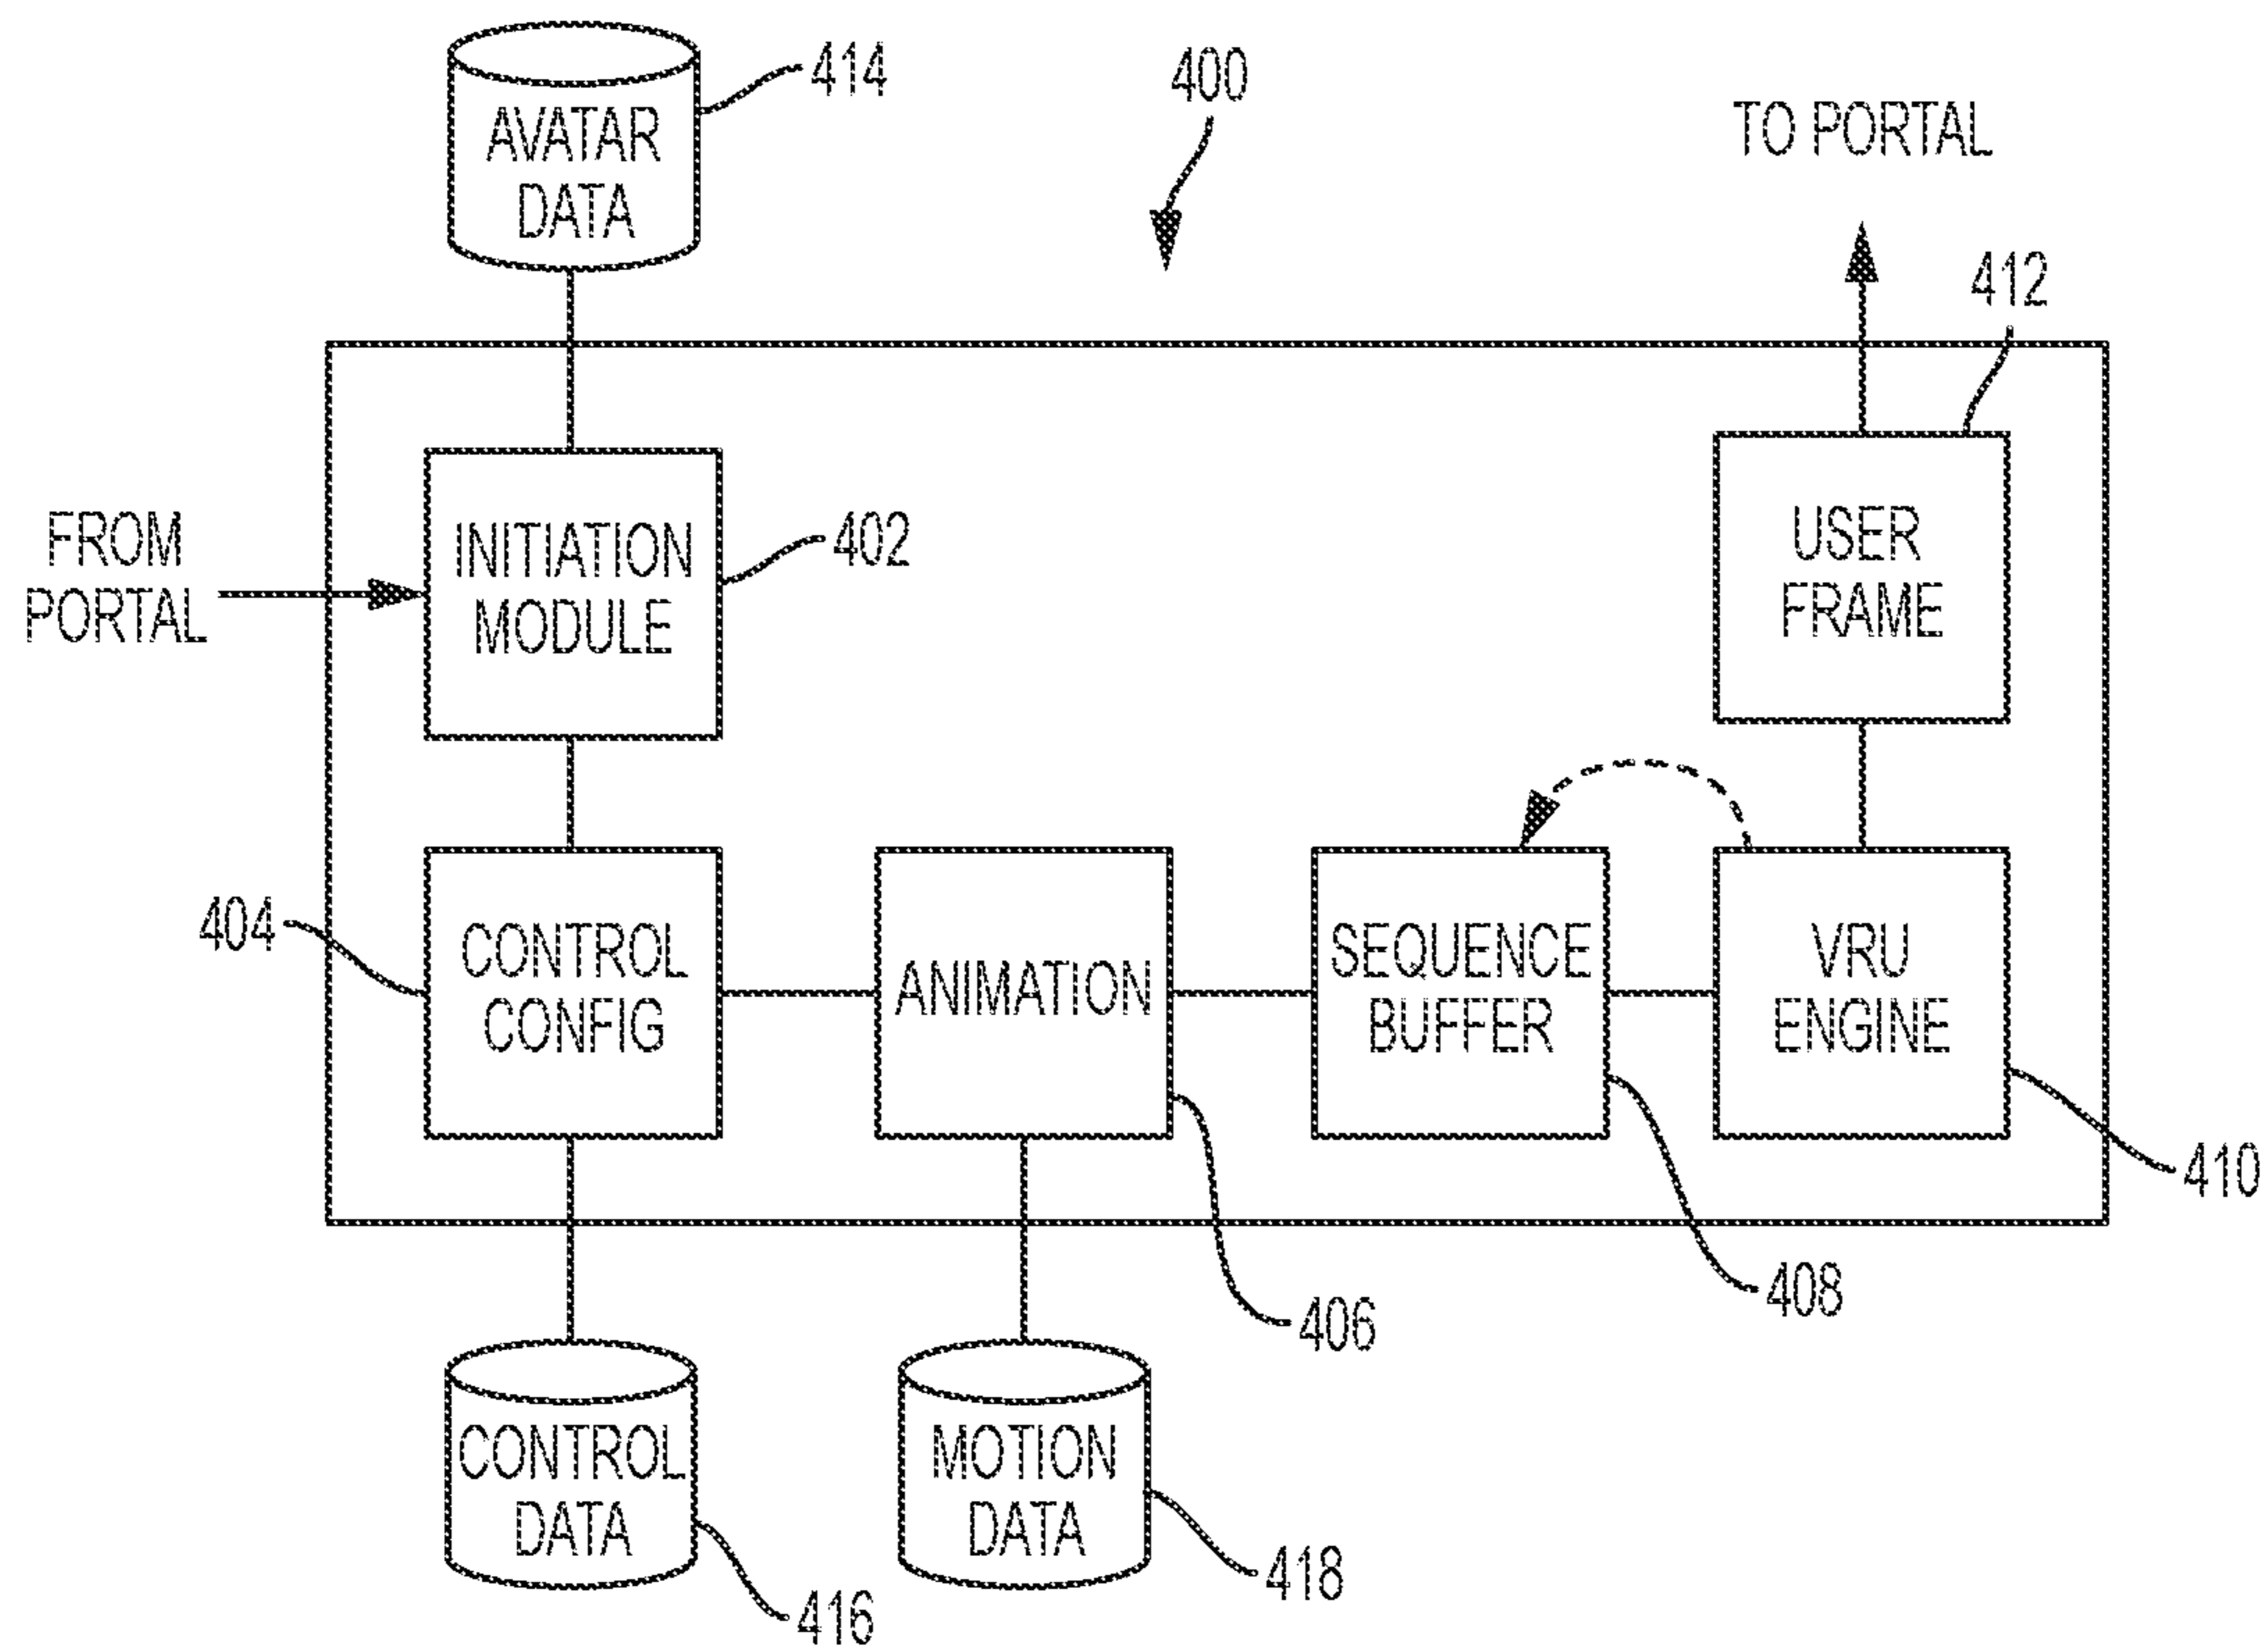 AVATAR
DATA
414
400
TO PORTAL
412
FROM
PORTAL
INITIATION
MODULE
402
USER
FRAME
404
CONTROL
CONFIG
ANIMATION
SEQUENCE
BUFFER
VRU
ENGINE
410
408
406
CONTROL
DATA
MOTION
DATA
418
416